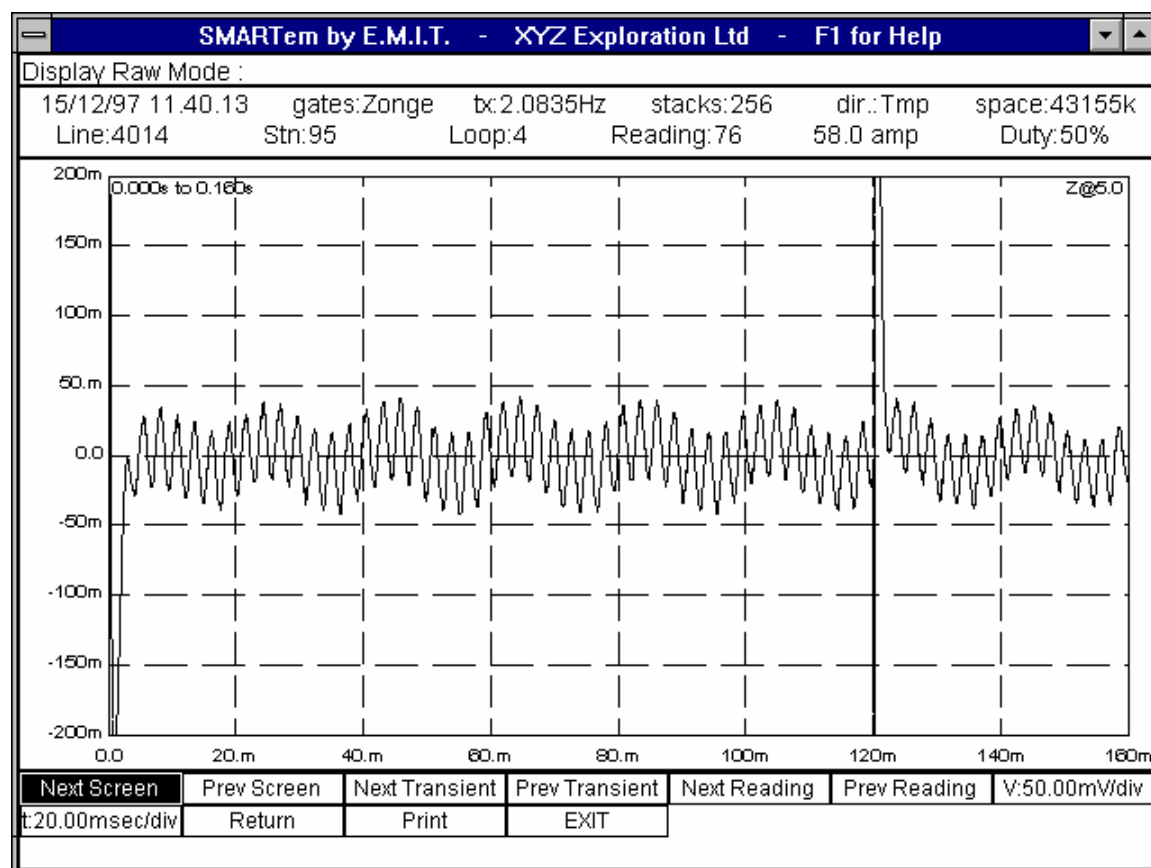 SMARTem by E.M.I.T. - XYZ Exploration Ltd - F1 for Help
Display Raw Mode :
15/12/97 11.40.13 gates:Zonge tx:2.0835Hz stacks:256 dir.:Tmp space:43155k
Line:4014 Stn:95 Loop:4 Reading:76 58.0 amp Duty:50%
200m
0.000s to 0.160s Z@5.0
150m
100m
50.m
0.0
-50m
-100m
-150m
-200m
0.0 20.m 40.m 60.m 80.m 100m 120m 140m 160m
Next Screen Prev Screen Next Transient Prev Transient Next Reading Prev Reading V:50.00mV/div
t:20.00msec/div Return Print EXIT